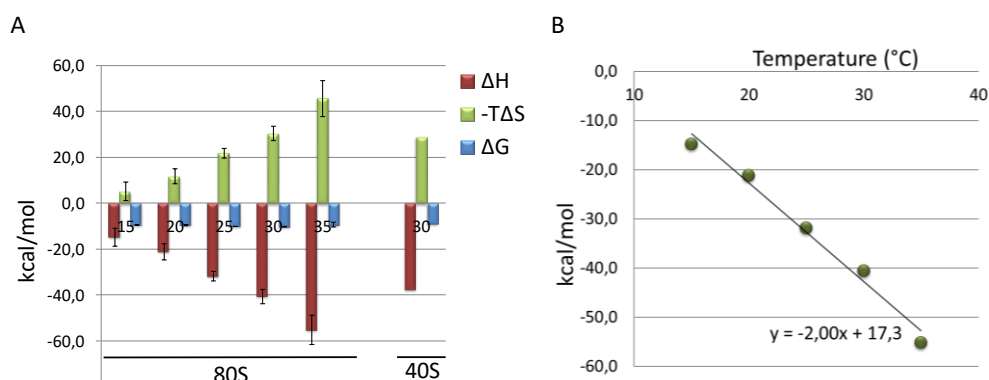 A
60,0
40,0
20,0
0,0
-20,0
-40,0
-60,0
kcal/mol
15 20 25 30 35 30
80S 40S
ΔH
-TΔS
ΔG
B
Temperature (°C)
10 20 30 40
0,0
-10,0
-20,0
-30,0
-40,0
-50,0
-60,0
kcal/mol
y = -2,00x + 17,3